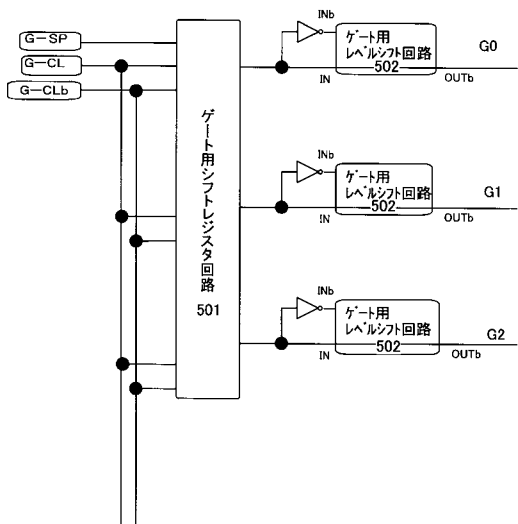 G-SP
G-CL
G-CLb
ゲート用シフトレジスタ回路
501
INb
ゲート用
レベルシフト回路
502
IN
OUTb
G0
INb
ゲート用
レベルシフト回路
502
IN
OUTb
G1
INb
ゲート用
レベルシフト回路
502
IN
OUTb
G2